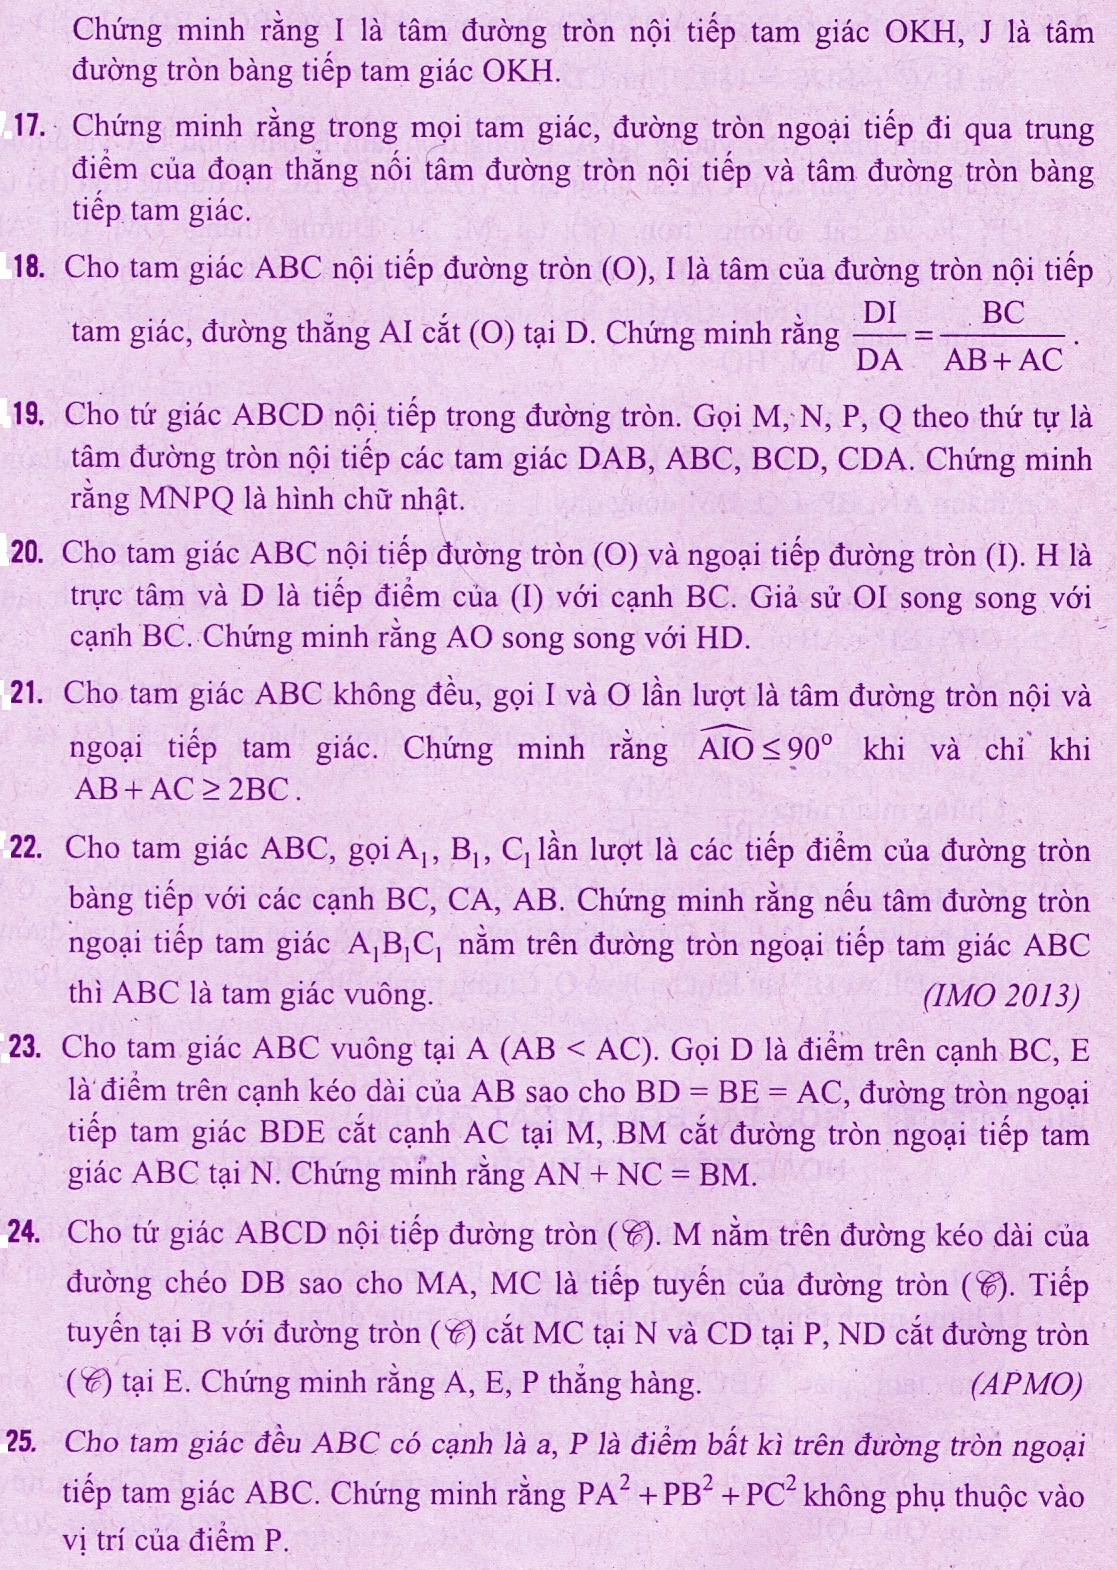 Chứng minh rằng I là tâm đường tròn nội tiếp tam giác OKH, J là tâm
đường tròn bàng tiếp tam giác OKH.
17. Chứng minh rằng trong mọi tam giác, đường tròn ngoại tiếp đi qua trung
điểm của đoạn thẳng nối tâm đường tròn nội tiếp và tâm đường tròn bàng
tiếp tam giác.
18. Cho tam giác ABC nội tiếp đường tròn (O), I là tâm của đường tròn nội tiếp
tam giác, đường thẳng AI cắt (O) tại D. Chứng minh rằng DI/DA = BC/(AB + AC).
19. Cho tứ giác ABCD nội tiếp trong đường tròn. Gọi M, N, P, Q theo thứ tự là
tâm đường tròn nội tiếp các tam giác DAB, ABC, BCD, CDA. Chứng minh
rằng MNPQ là hình chữ nhật.
20. Cho tam giác ABC nội tiếp đường tròn (O) và ngoại tiếp đường tròn (I). H là
trực tâm và D là tiếp điểm của (I) với cạnh BC. Giả sử OI song song với
cạnh BC. Chứng minh rằng AO song song với HD.
21. Cho tam giác ABC không đều, gọi I và O lần lượt là tâm đường tròn nội và
ngoại tiếp tam giác. Chứng minh rằng AIO ≤ 90° khi và chỉ khi
AB + AC ≥ 2BC.
22. Cho tam giác ABC, gọi A₁, B₁, C₁ lần lượt là các tiếp điểm của đường tròn
bàng tiếp với các cạnh BC, CA, AB. Chứng minh rằng nếu tâm đường tròn
ngoại tiếp tam giác A₁B₁C₁ nằm trên đường tròn ngoại tiếp tam giác ABC
thì ABC là tam giác vuông. (IMO 2013)
23. Cho tam giác ABC vuông tại A (AB < AC). Gọi D là điểm trên cạnh BC, E
là điểm trên cạnh kéo dài của AB sao cho BD = BE = AC, đường tròn ngoại
tiếp tam giác BDE cắt cạnh AC tại M, BM cắt đường tròn ngoại tiếp tam
giác ABC tại N. Chứng minh rằng AN + NC = BM.
24. Cho tứ giác ABCD nội tiếp đường tròn (𝒞). M nằm trên đường kéo dài của
đường chéo DB sao cho MA, MC là tiếp tuyến của đường tròn (𝒞). Tiếp
tuyến tại B với đường tròn (𝒞) cắt MC tại N và CD tại P, ND cắt đường tròn
(𝒞) tại E. Chứng minh rằng A, E, P thẳng hàng. (APMO)
25. Cho tam giác đều ABC có cạnh là a, P là điểm bất kì trên đường tròn ngoại
tiếp tam giác ABC. Chứng minh rằng PA² + PB² + PC² không phụ thuộc vào
vị trí của điểm P.